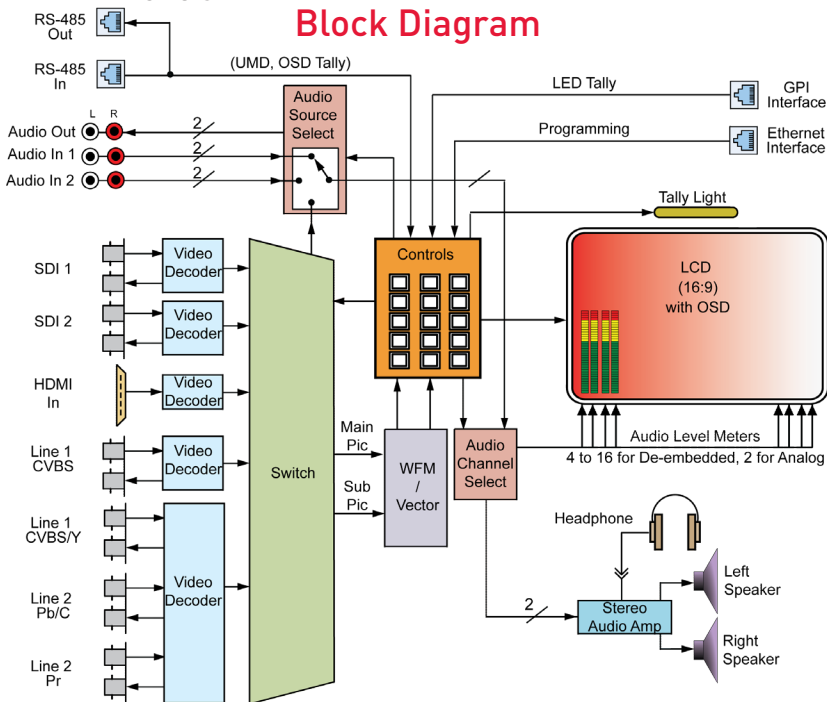 Block Diagram
RS-485
Out
RS-485
In
(UMD, OSD Tally)
LED Tally
GPI
Interface
Programming
Ethernet
Interface
Audio
Source
Select
L R
Audio Out
2
Audio In 1
2
Audio In 2
2
Tally Light
Controls
LCD
(16:9)
with OSD
SDI 1
Video
Decoder
SDI 2
Video
Decoder
HDMI
In
Video
Decoder
Line 1
CVBS
Video
Decoder
Line 1
CVBS/Y
Line 2
Pb/C
Video
Decoder
Line 2
Pr
Switch
Main
Pic
Sub
Pic
WFM
/
Vector
Audio
Channel
Select
Audio Level Meters
4 to 16 for De-embedded, 2 for Analog
Headphone
2
Stereo
Audio Amp
Left
Speaker
Right
Speaker